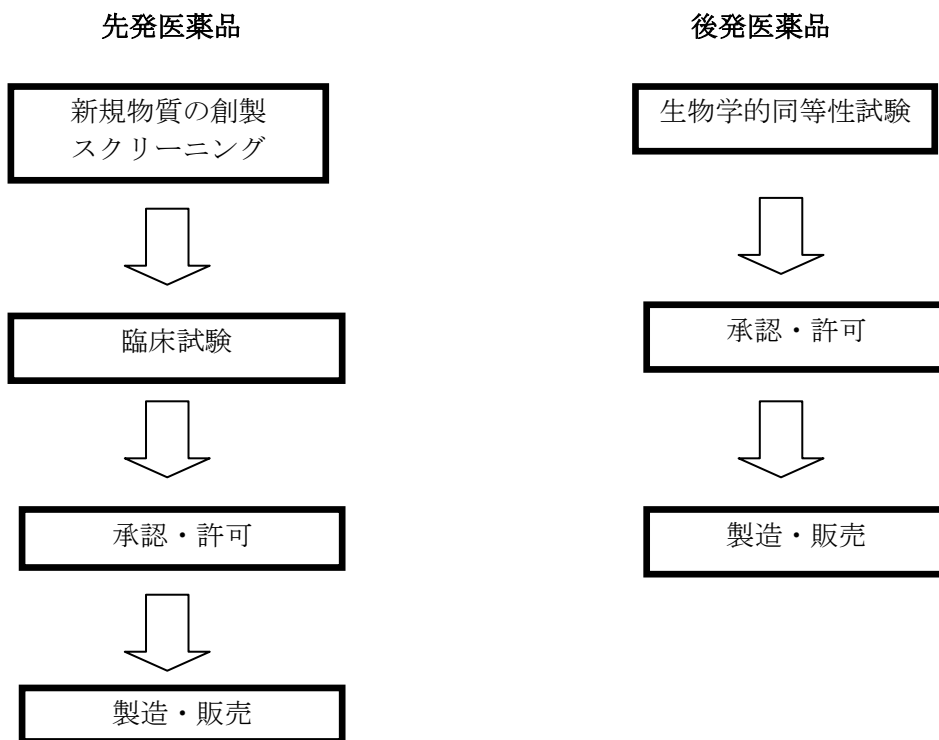 先発医薬品
新規物質の創製
スクリーニング
臨床試験
承認・許可
製造・販売
後発医薬品
生物学的同等性試験
承認・許可
製造・販売